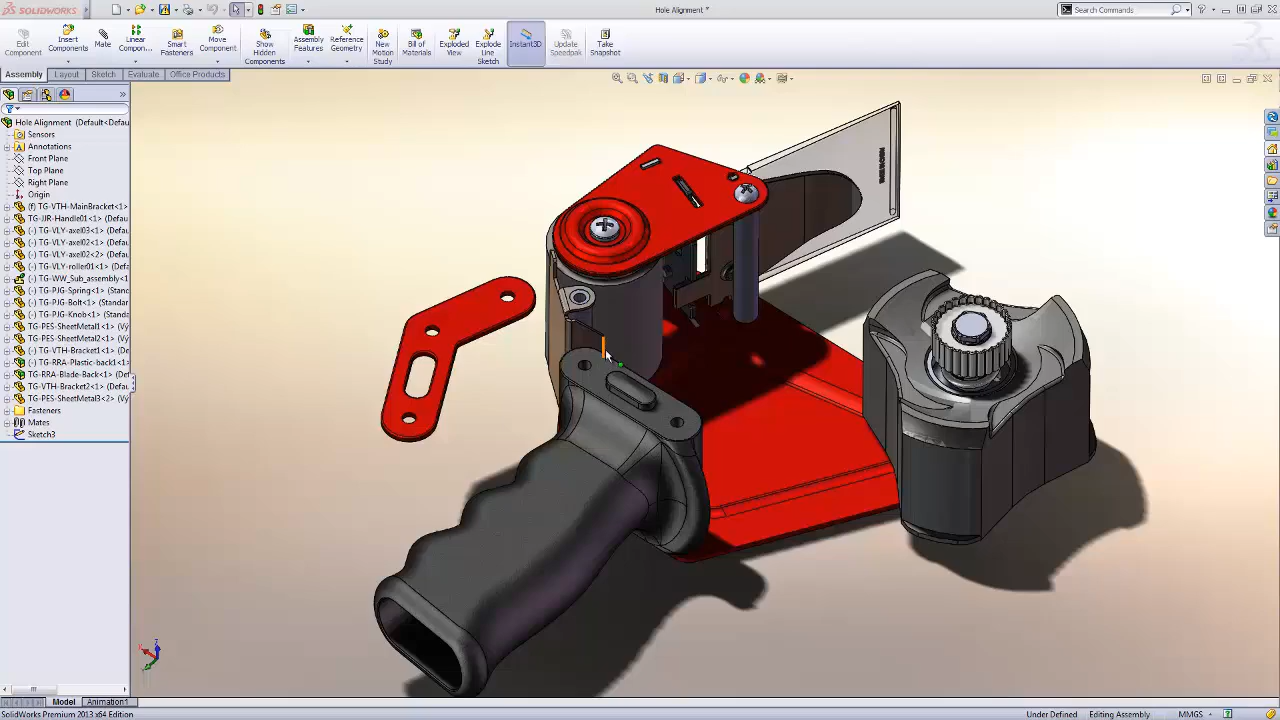 SOLIDWORKS
Hole Alignment *
Search Commands
Edit Component
Insert Components
Mate
Linear Compon...
Smart Fasteners
Move Component
Show Hidden Components
Assembly Features
Reference Geometry
New Motion Study
Bill of Materials
Exploded View
Explode Line Sketch
Instant3D
Update Speedpak
Take Snapshot
Assembly
Layout
Sketch
Evaluate
Office Products
Hole Alignment (Default<Defau
Sensors
Annotations
Front Plane
Top Plane
Right Plane
Origin
(f) TG-VTH-MainBracket<1> (
TG-JJR-Handle01<1> (Defau
(-) TG-VLY-axel03<1> (Defau
(-) TG-VLY-axel02<1> (Defau
(-) TG-VLY-axel02<2> (Defau
(-) TG-VLY-roller01<1> (Defa
(-) TG-VW_Sub_assembly<1
(-) TG-PJG-Spring<1> (Stand
(-) TG-PJG-Bolt<1> (Standar
(-) TG-PJG-Knob<1> (Standa
TG-PES-SheetMetal1<1> (Vý
(-) TG-PES-SheetMetal2<1> (Vý
(-) TG-VTH-Bracket1<1> (Def
(-) TG-RRA-Plastic-back1<1>
(-) TG-RRA-Blade-Back<1> (
TG-VTH-Bracket2<1> (Defau
TG-PES-SheetMetal3<2> (Vý
Fasteners
Mates
Sketch3
Model
Animation1
SolidWorks Premium 2013 x64 Edition
Under Defined
Editing Assembly
MMGS